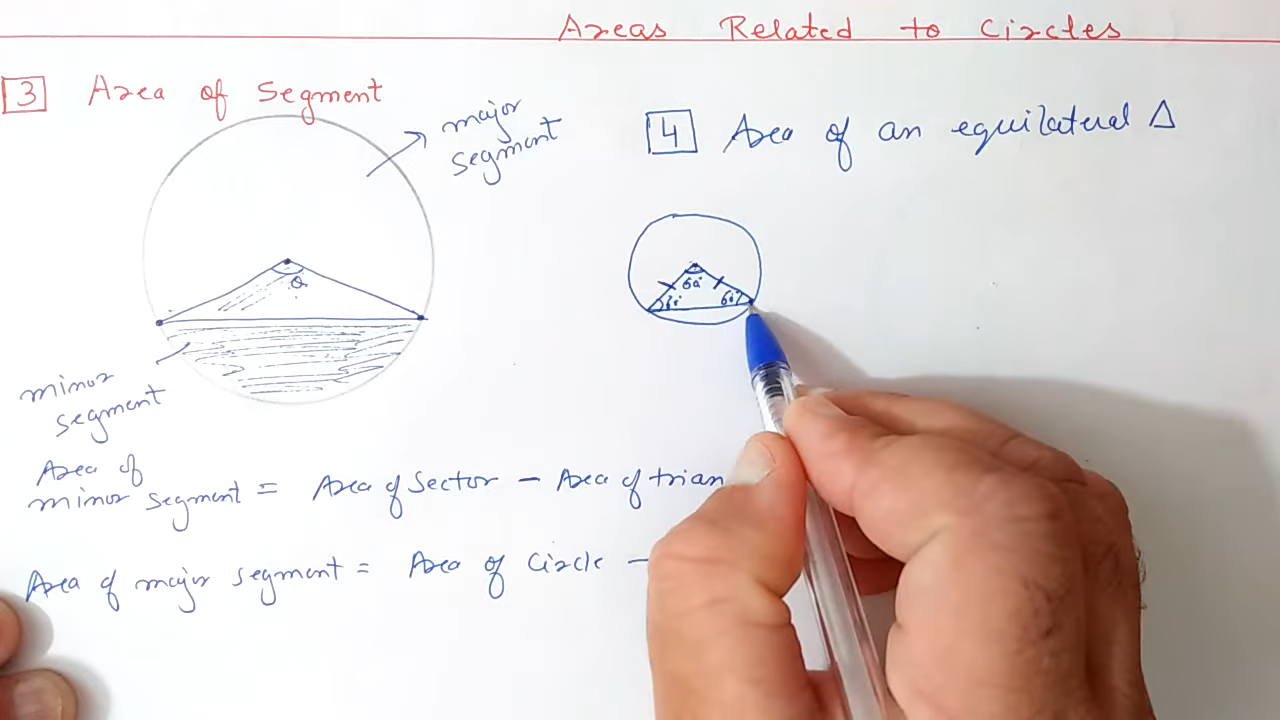 Areas Related to Circles
3 Area of Segment
major
segment
θ
minor
segment
Area of
minor segment = Area of Sector - Area of trian
Area of major segment = Area of Circle -
4 Area of an equilateral Δ
60°
60° 60°